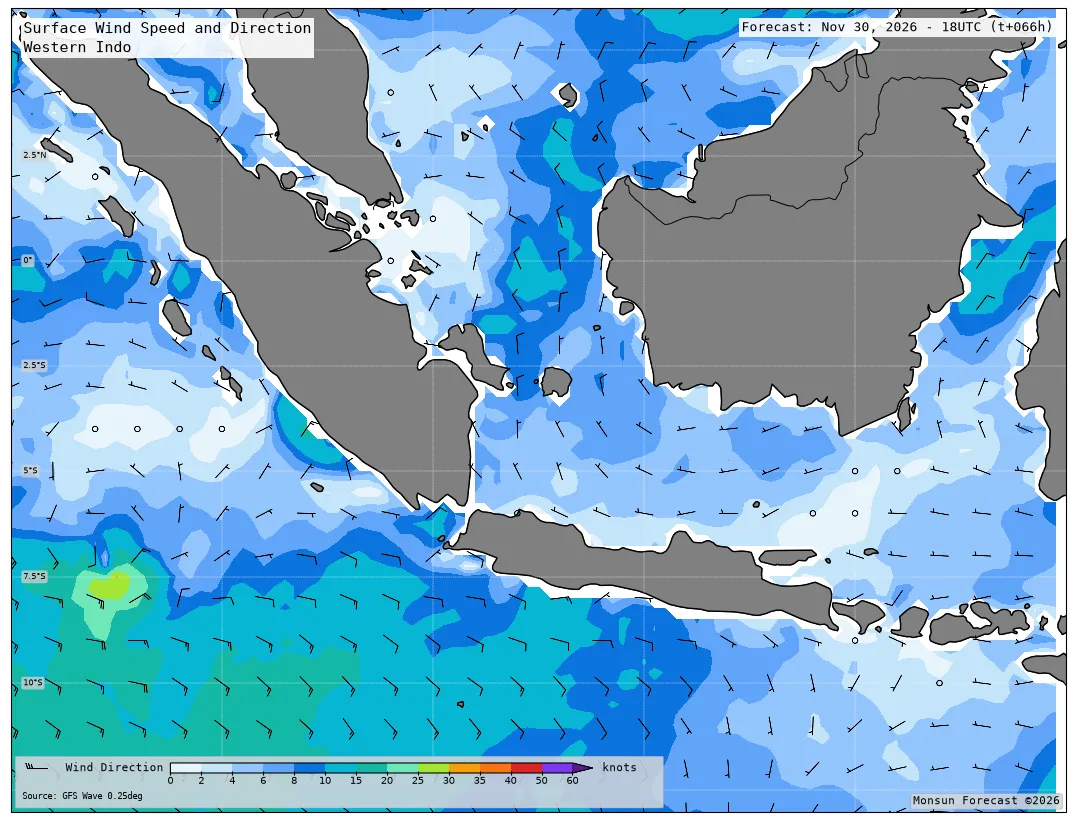 Surface Wind Speed and Direction
Western Indo
Forecast: Nov 30, 2026 - 18UTC (t+066h)
2.5°N
0°
2.5°S
5°S
7.5°S
10°S
Wind Direction
0 2 4 6 8 10 15 20 25 30 35 40 50 60
knots
Source: GFS Wave 0.25deg
Monsun Forecast ©2026